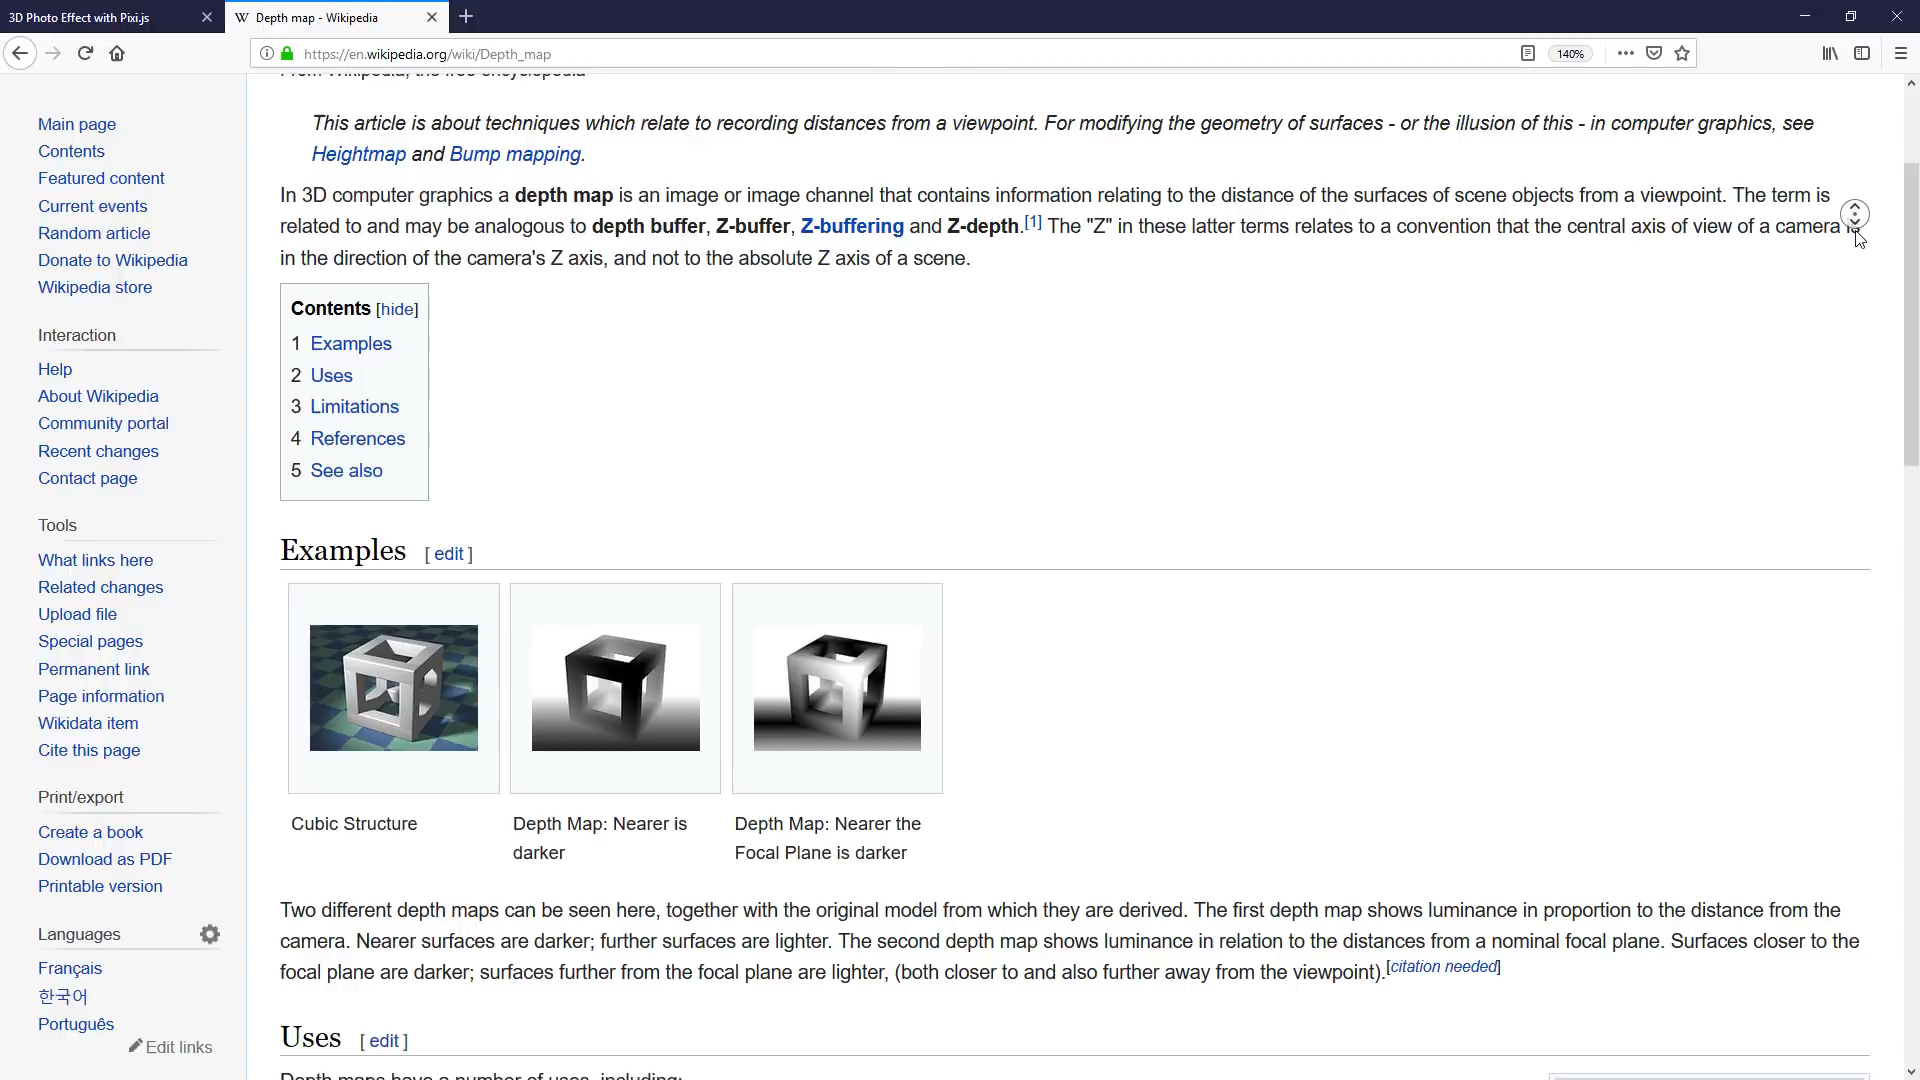 3D Photo Effect with Pixi.js
W Depth map - Wikipedia
https://en.wikipedia.org/wiki/Depth_map
140%
From Wikipedia, the free encyclopedia
Main page
Contents
Featured content
Current events
Random article
Donate to Wikipedia
Wikipedia store
Interaction
Help
About Wikipedia
Community portal
Recent changes
Contact page
Tools
What links here
Related changes
Upload file
Special pages
Permanent link
Page information
Wikidata item
Cite this page
Print/export
Create a book
Download as PDF
Printable version
Languages
Français
한국어
Português
Edit links
This article is about techniques which relate to recording distances from a viewpoint. For modifying the geometry of surfaces - or the illusion of this - in computer graphics, see
Heightmap and Bump mapping.
In 3D computer graphics a depth map is an image or image channel that contains information relating to the distance of the surfaces of scene objects from a viewpoint. The term is
related to and may be analogous to depth buffer, Z-buffer, Z-buffering and Z-depth.[1] The "Z" in these latter terms relates to a convention that the central axis of view of a camera is
in the direction of the camera's Z axis, and not to the absolute Z axis of a scene.
Contents [hide]
1 Examples
2 Uses
3 Limitations
4 References
5 See also
Examples [ edit ]
Cubic Structure
Depth Map: Nearer is
darker
Depth Map: Nearer the
Focal Plane is darker
Two different depth maps can be seen here, together with the original model from which they are derived. The first depth map shows luminance in proportion to the distance from the
camera. Nearer surfaces are darker; further surfaces are lighter. The second depth map shows luminance in relation to the distances from a nominal focal plane. Surfaces closer to the
focal plane are darker; surfaces further from the focal plane are lighter, (both closer to and also further away from the viewpoint).[citation needed]
Uses [ edit ]
Depth maps have a number of uses, including: